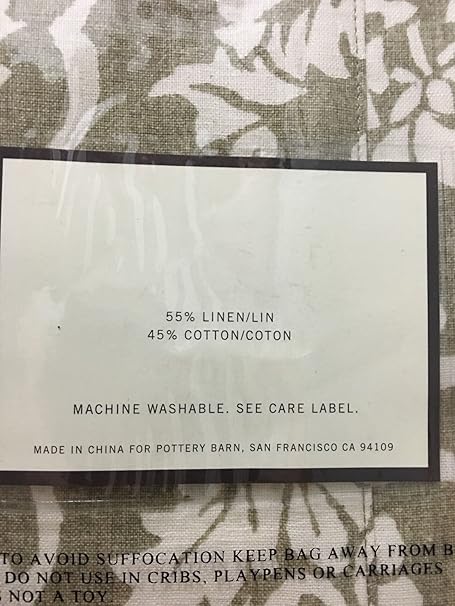 55% LINEN/LIN
45% COTTON/COTON
MACHINE WASHABLE. SEE CARE LABEL.
MADE IN CHINA FOR POTTERY BARN, SAN FRANCISCO CA 94109
TO AVOID SUFFOCATION KEEP BAG AWAY FROM B
DO NOT USE IN CRIBS, PLAYPENS OR CARRIAGES
NOT A TOY